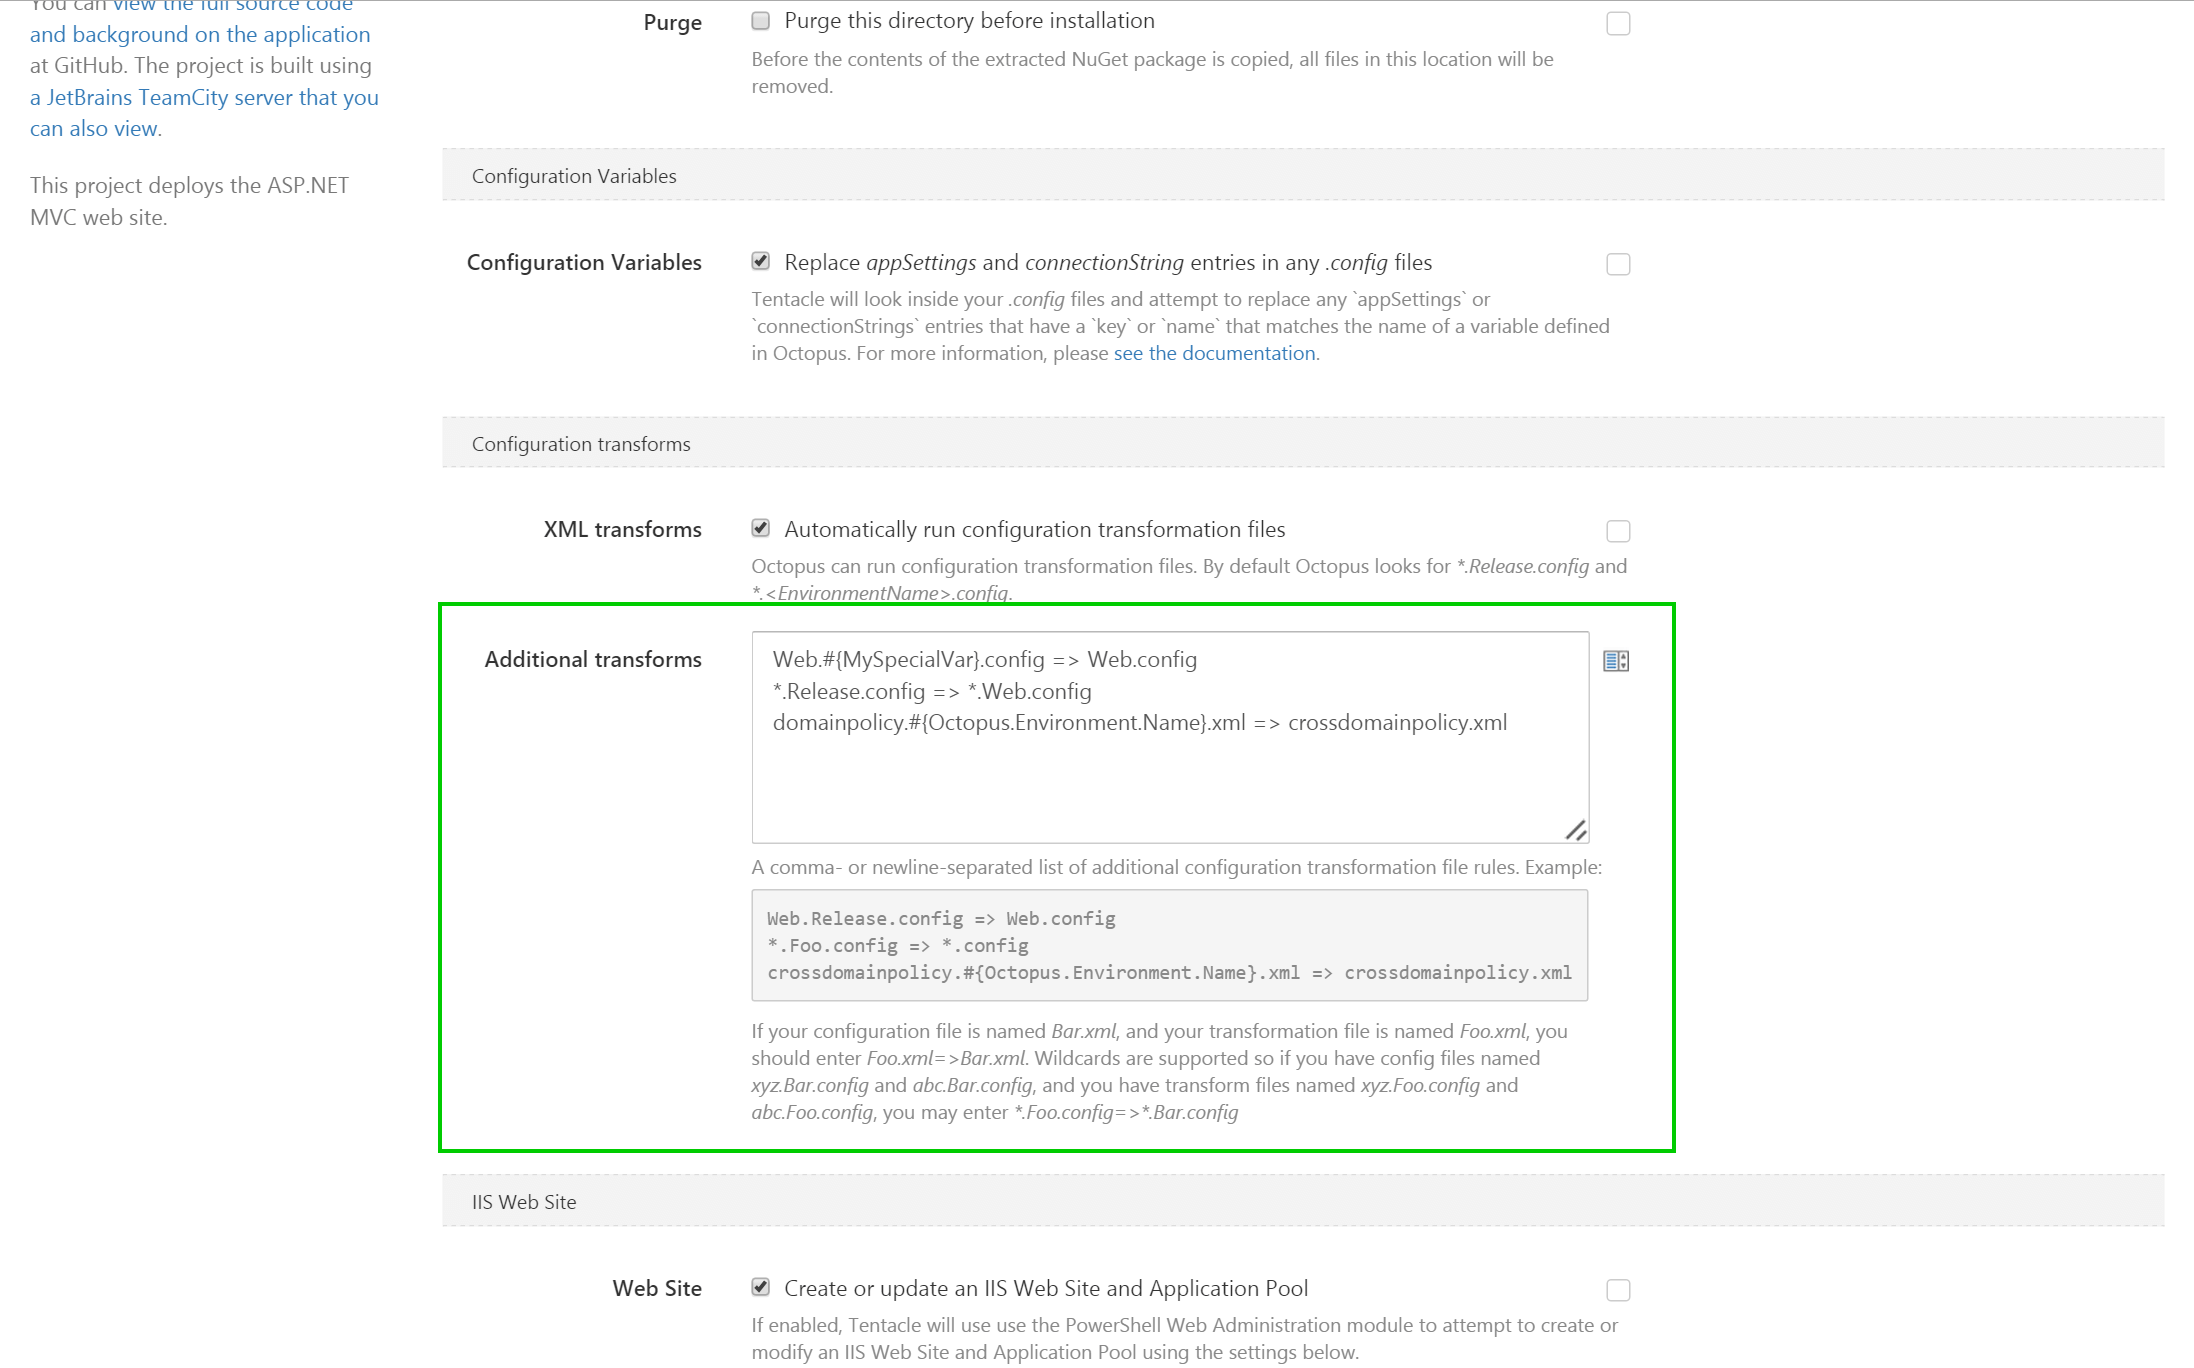 You can view the full source code
and background on the application
at GitHub. The project is built using
a JetBrains TeamCity server that you
can also view.
This project deploys the ASP.NET
MVC web site.
Purge
Purge this directory before installation
Before the contents of the extracted NuGet package is copied, all files in this location will be
removed.
Configuration Variables
Configuration Variables
Replace appSettings and connectionString entries in any .config files
Tentacle will look inside your .config files and attempt to replace any `appSettings` or
`connectionStrings` entries that have a `key` or `name` that matches the name of a variable defined
in Octopus. For more information, please see the documentation.
Configuration transforms
XML transforms
Automatically run configuration transformation files
Octopus can run configuration transformation files. By default Octopus looks for *.Release.config and
*.<EnvironmentName>.config.
Additional transforms
Web.#{MySpecialVar}.config => Web.config
*.Release.config => *.Web.config
domainpolicy.#{Octopus.Environment.Name}.xml => crossdomainpolicy.xml
A comma- or newline-separated list of additional configuration transformation file rules. Example:
Web.Release.config => Web.config
*.Foo.config => *.config
crossdomainpolicy.#{Octopus.Environment.Name}.xml => crossdomainpolicy.xml
If your configuration file is named Bar.xml, and your transformation file is named Foo.xml, you
should enter Foo.xml=>Bar.xml. Wildcards are supported so if you have config files named
xyz.Bar.config and abc.Bar.config, and you have transform files named xyz.Foo.config and
abc.Foo.config, you may enter *.Foo.config=>*.Bar.config
IIS Web Site
Web Site
Create or update an IIS Web Site and Application Pool
If enabled, Tentacle will use use the PowerShell Web Administration module to attempt to create or
modify an IIS Web Site and Application Pool using the settings below.